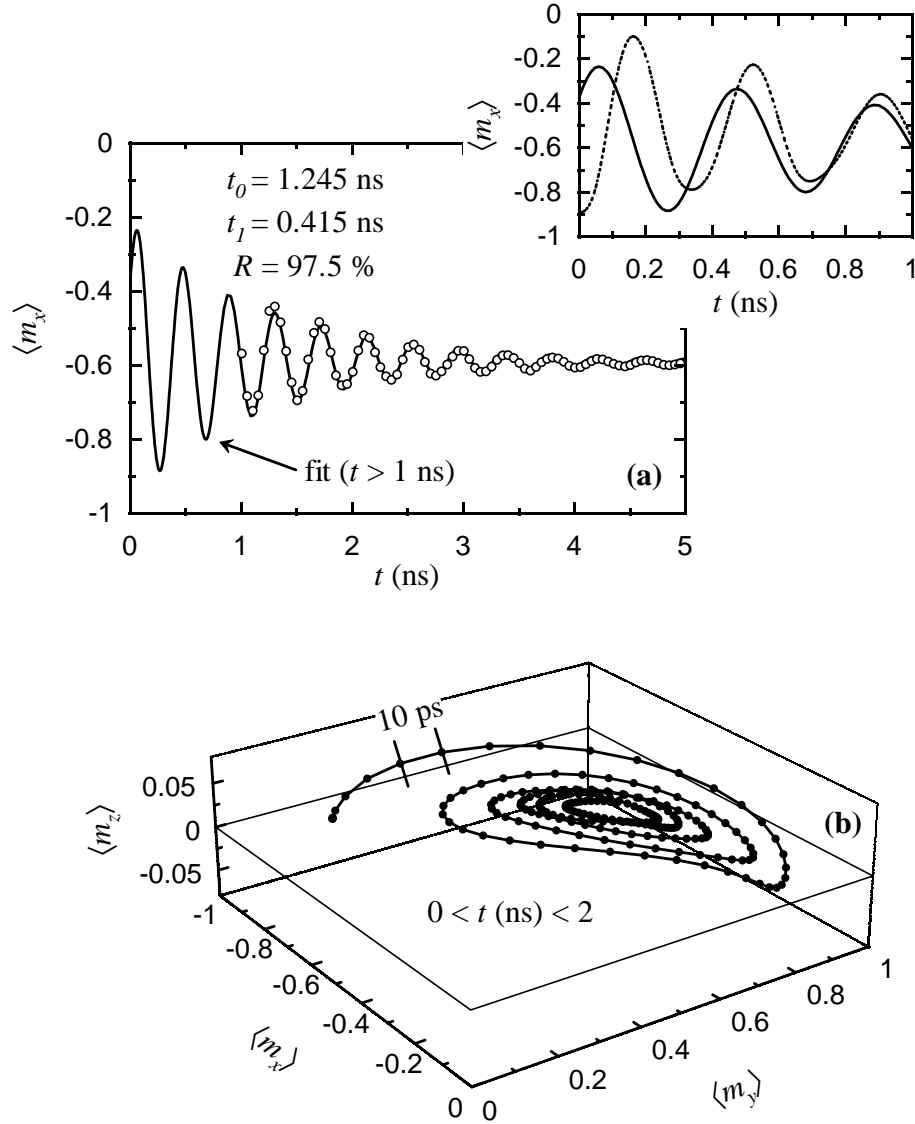 0
-0.2
-0.4
-0.6
-0.8
-1
⟨m_x⟩
0 0.2 0.4 0.6 0.8 1
t (ns)
0
-0.2
-0.4
-0.6
-0.8
-1
⟨m_x⟩
t_0 = 1.245 ns
t_1 = 0.415 ns
R = 97.5 %
fit (t > 1 ns)
(a)
0 1 2 3 4 5
t (ns)
10 ps
0.05
0
-0.05
⟨m_z⟩
(b)
0 < t (ns) < 2
-1
-0.8
-0.6
-0.4
-0.2
0
⟨m_x⟩
0
0.2
0.4
0.6
0.8
1
⟨m_y⟩